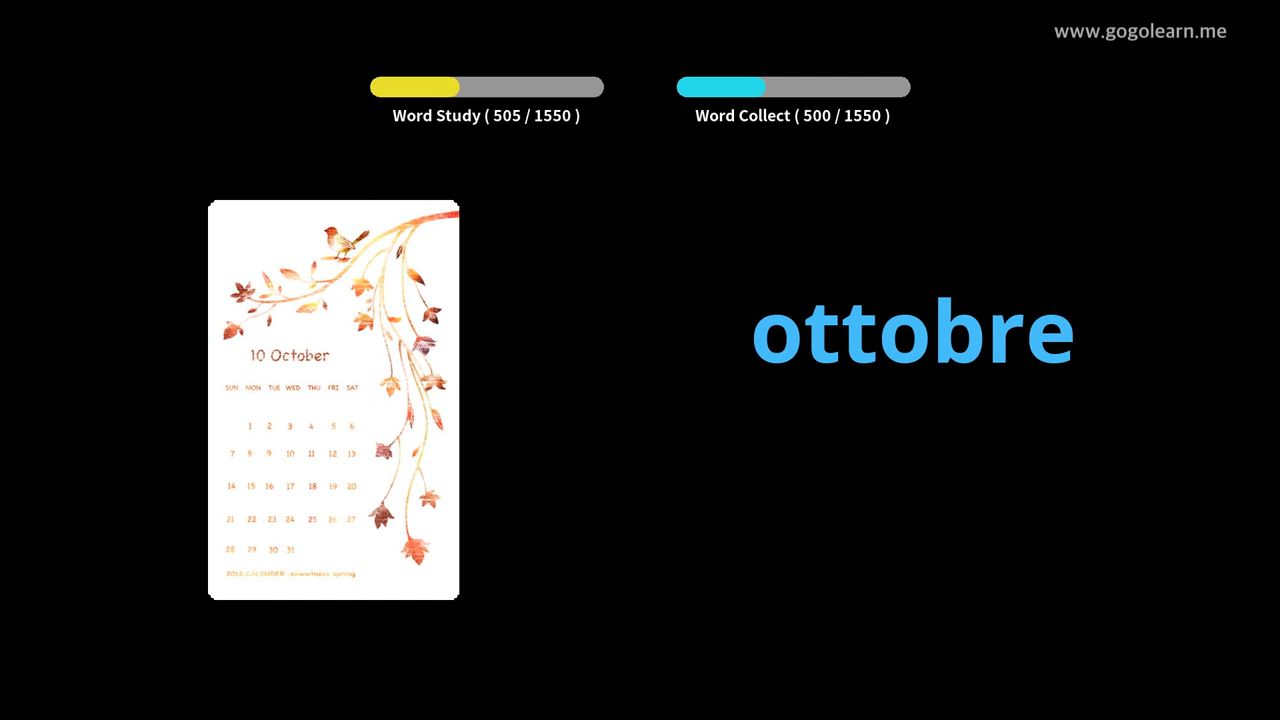 www.gogolearn.me
Word Study ( 505 / 1550 )
Word Collect ( 500 / 1550 )
10 October
SUN MON TUE WED THU FRI SAT
1 2 3 4 5 6
7 8 9 10 11 12 13
14 15 16 17 18 19 20
21 22 23 24 25 26 27
28 29 30 31
2012.CALENDER
ottobre